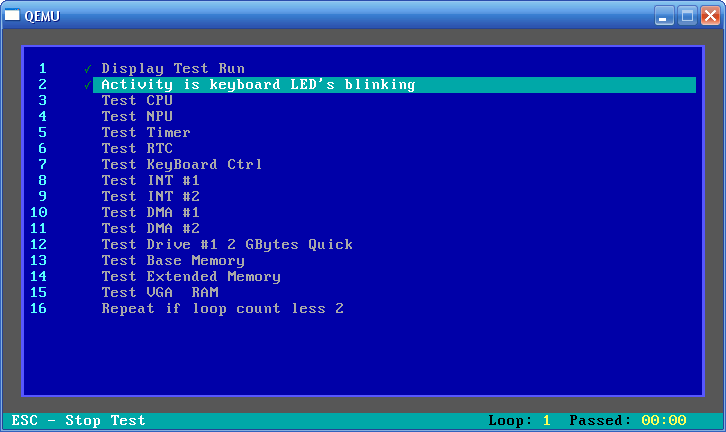 QEMU
1 ✓ Display Test Run
2 ✓ Activity is keyboard LED's blinking
3 Test CPU
4 Test NPU
5 Test Timer
6 Test RTC
7 Test KeyBoard Ctrl
8 Test INT #1
9 Test INT #2
10 Test DMA #1
11 Test DMA #2
12 Test Drive #1 2 GBytes Quick
13 Test Base Memory
14 Test Extended Memory
15 Test VGA  RAM
16 Repeat if loop count less 2
ESC - Stop Test Loop: 1 Passed: 00:00